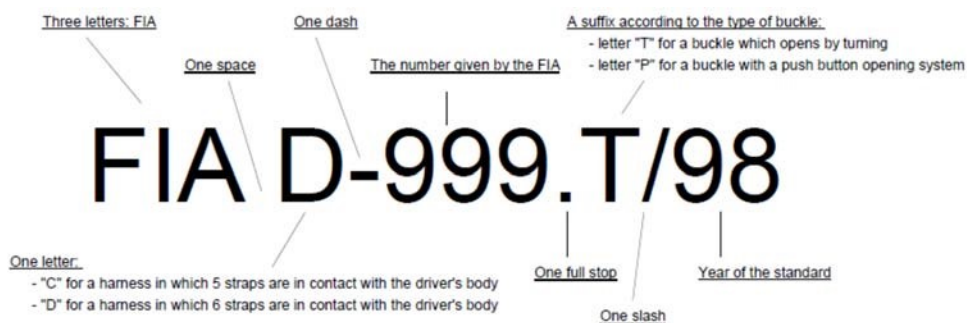 Three letters: FIA
One dash
A suffix according to the type of buckle:
- letter "T" for a buckle which opens by turning
- letter "P" for a buckle with a push button opening system
One space
The number given by the FIA
FIA D-999.T/98
One letter:
- "C" for a harness in which 5 straps are in contact with the driver's body
- "D" for a harness in which 6 straps are in contact with the driver's body
One full stop
Year of the standard
One slash